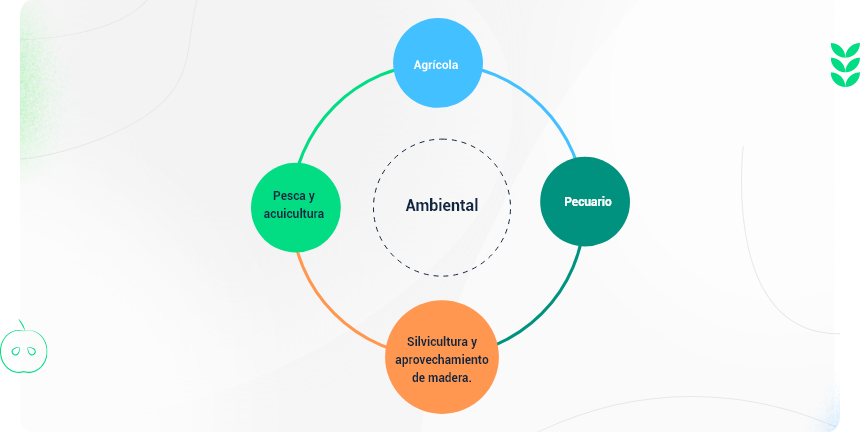 Agrícola
Pesca y
acuicultura
Ambiental
Pecuario
Silvicultura y
aprovechamiento
de madera.